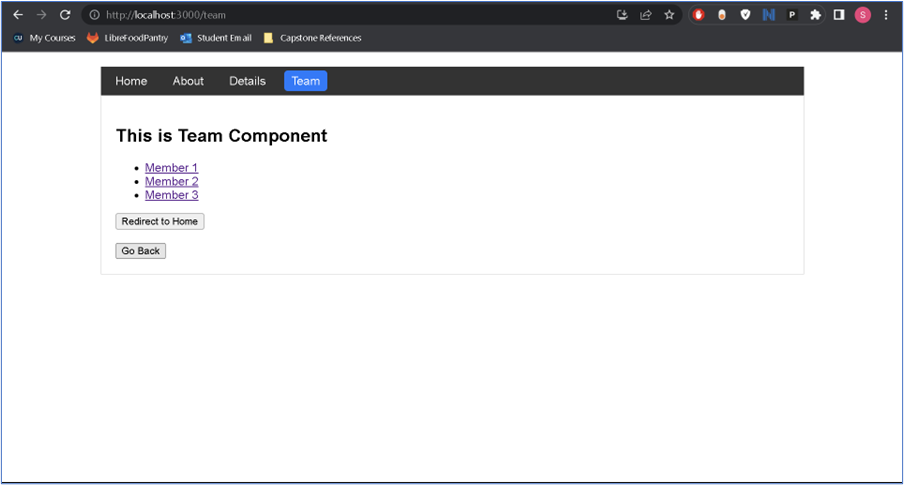 http://localhost:3000/team
S
CU My Courses LibreFoodPantry Student Email Capstone References
Home About Details Team
This is Team Component
Member 1
Member 2
Member 3
Redirect to Home
Go Back